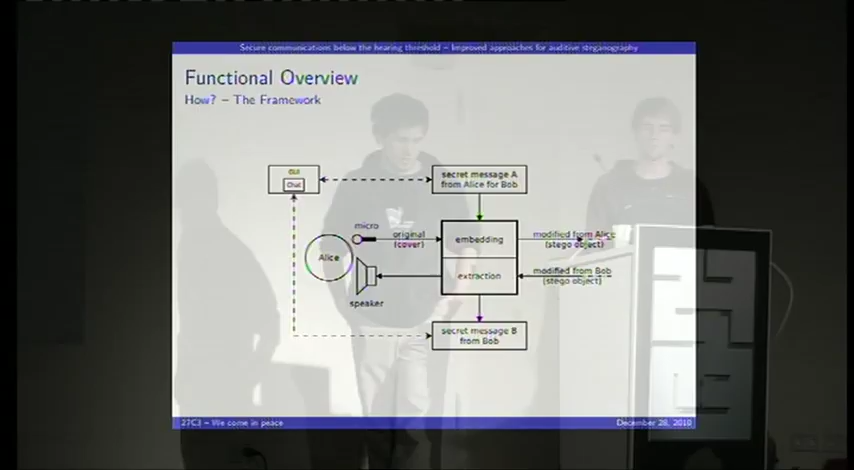 Secure communications below the hearing threshold – Improved approaches for auditive steganography
Functional Overview
How? – The Framework
GUI
Chat
secret message A
from Alice for Bob
micro
original
(cover)
embedding
modified from Alice
(stego object)
Alice
extraction
modified from Bob
(stego object)
speaker
secret message B
from Bob
27C3 – We come in peace
December 28, 2010